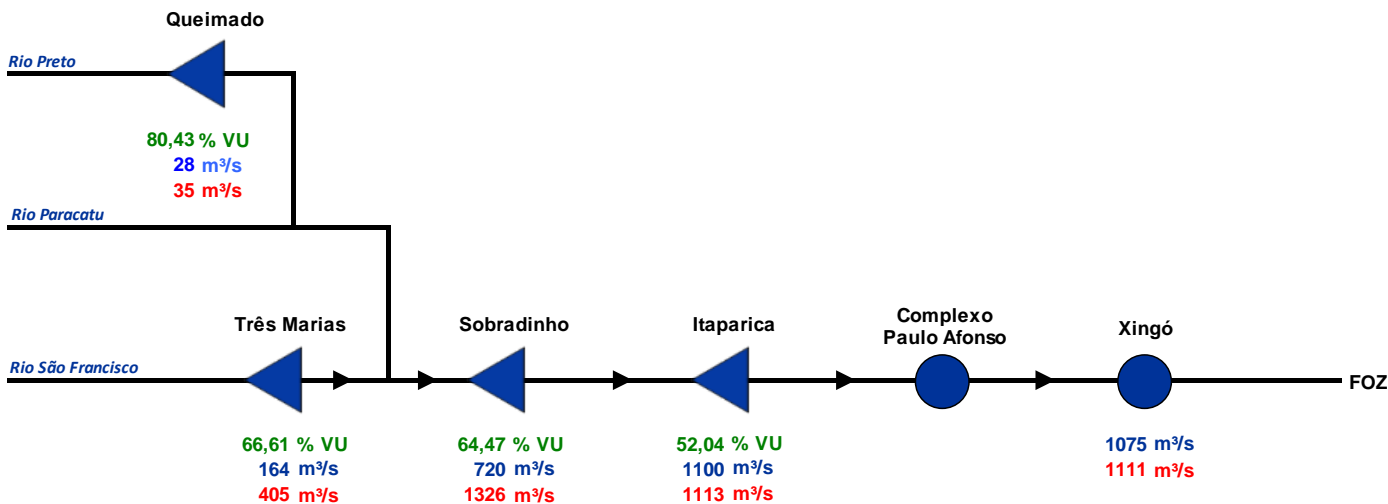 Queimado
Rio Preto
80,43 % VU
28 m³/s
35 m³/s
Rio Paracatu
Três Marias
Sobradinho
Itaparica
Complexo
Paulo Afonso
Xingó
Rio São Francisco
FOZ
66,61 % VU
164 m³/s
405 m³/s
64,47 % VU
720 m³/s
1326 m³/s
52,04 % VU
1100 m³/s
1113 m³/s
1075 m³/s
1111 m³/s